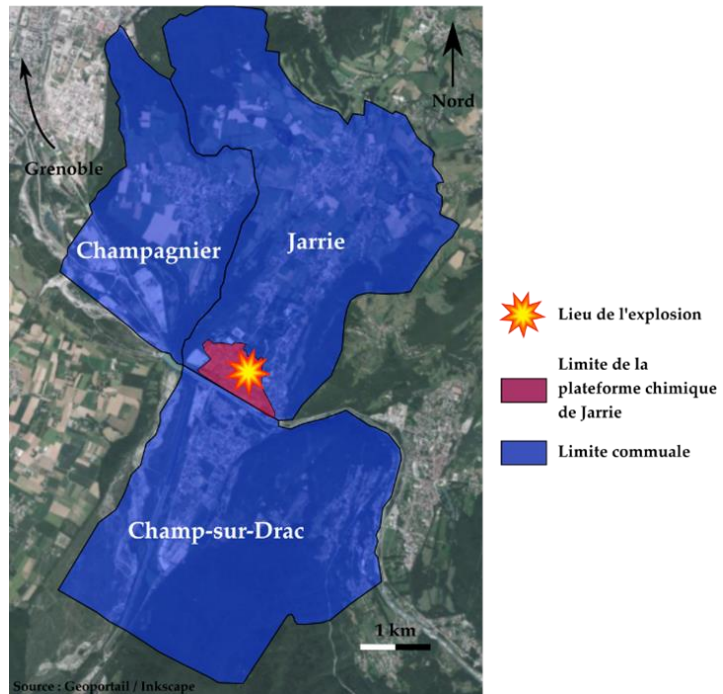 Nord
Grenoble
Champagnier
Jarrie
Champ-sur-Drac
1 km
Source : Geoportail / Inkscape
Lieu de l'explosion
Limite de la
plateforme chimique
de Jarrie
Limite commuale